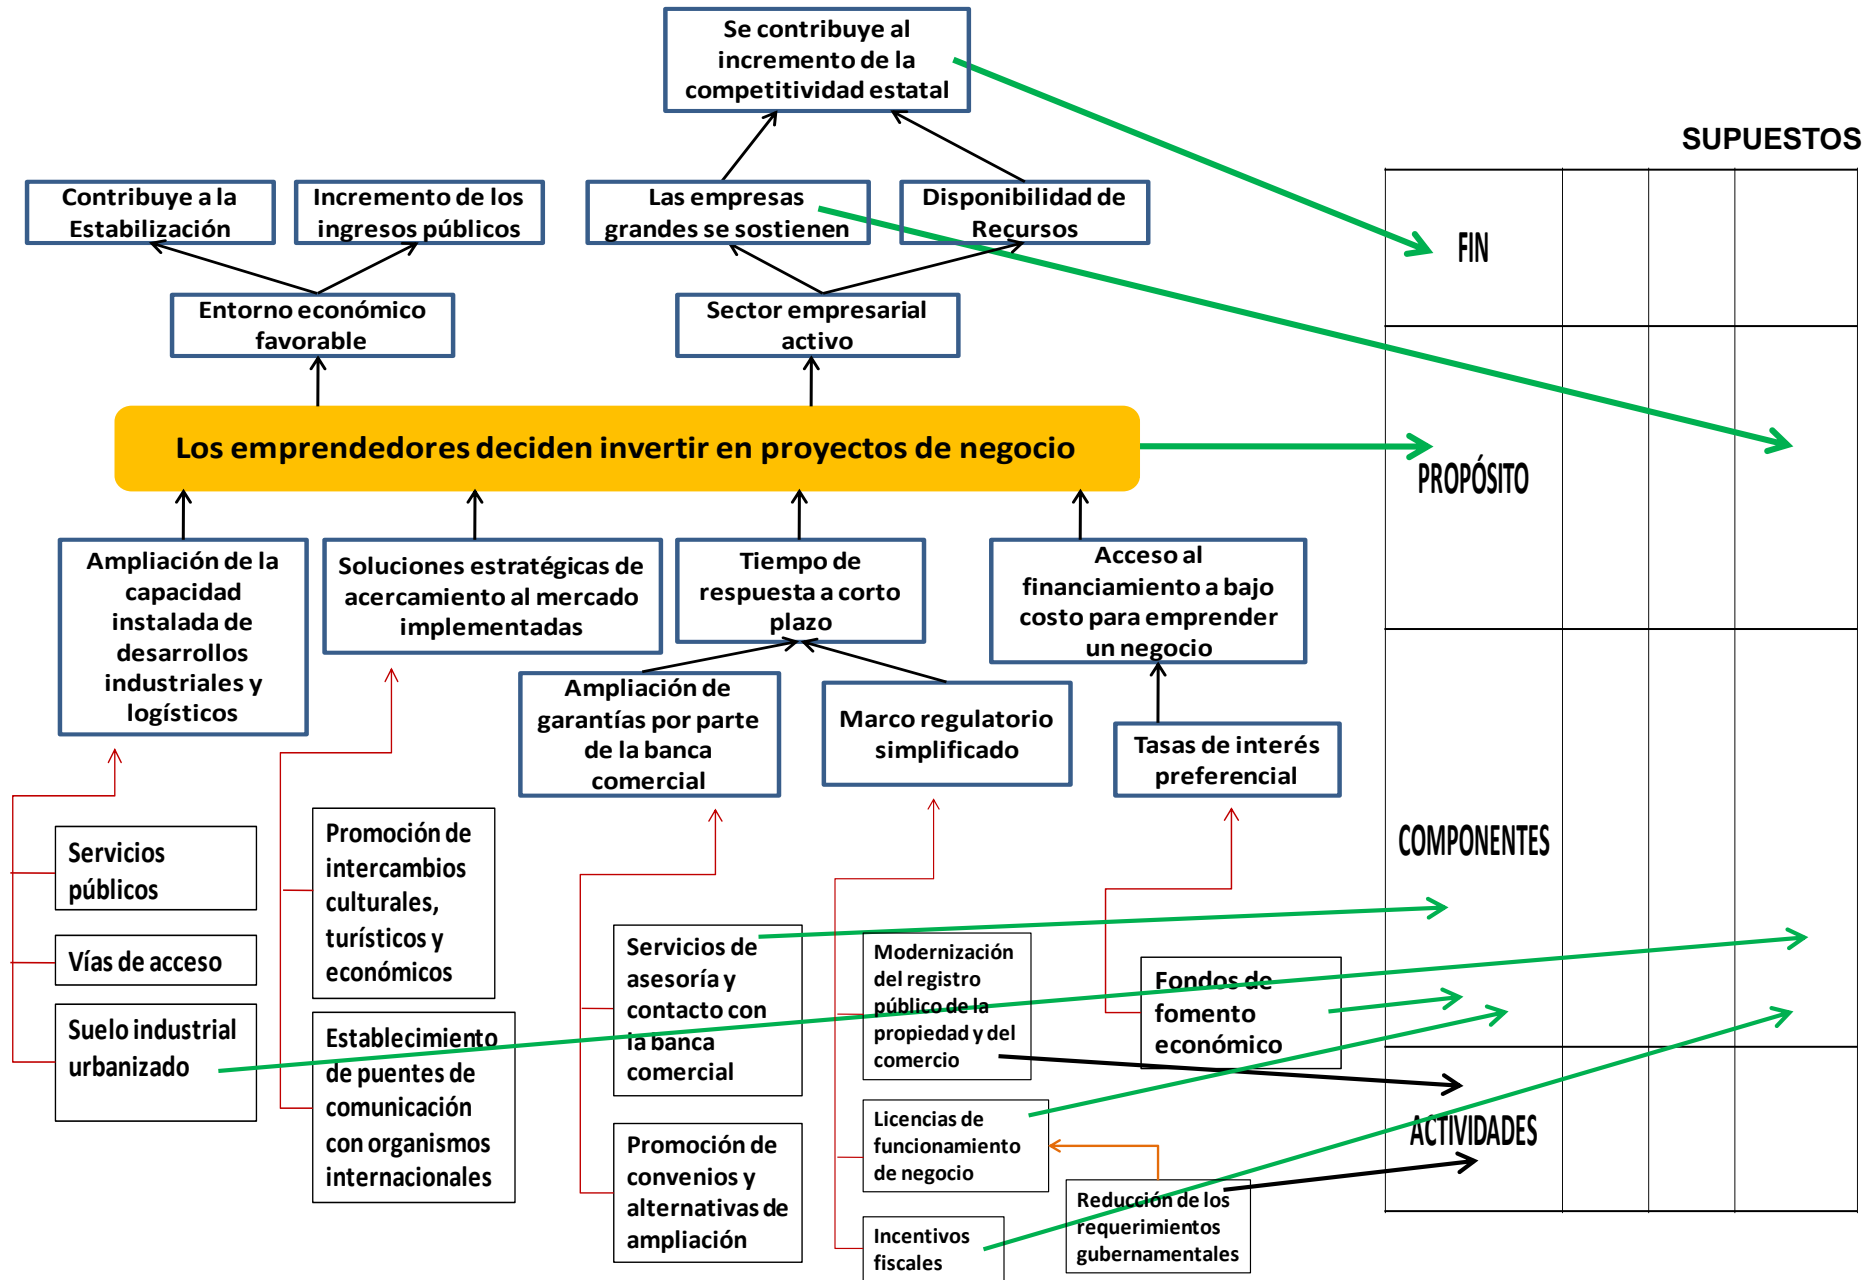 Se contribuye al
incremento de la
competitividad estatal
SUPUESTOS
Contribuye a la
Estabilización
Incremento de los
ingresos públicos
Las empresas
grandes se sostienen
Disponibilidad de
Recursos
FIN
Entorno económico
favorable
Sector empresarial
activo
Los emprendedores deciden invertir en proyectos de negocio
PROPÓSITO
Ampliación de la
capacidad
instalada de
desarrollos
industriales y
logísticos
Soluciones estratégicas de
acercamiento al mercado
implementadas
Tiempo de
respuesta a corto
plazo
Acceso al
financiamiento a bajo
costo para emprender
un negocio
Ampliación de
garantías por parte
de la banca
comercial
Marco regulatorio
simplificado
Tasas de interés
preferencial
COMPONENTES
Servicios
públicos
Vías de acceso
Suelo industrial
urbanizado
Promoción de
intercambios
culturales,
turísticos y
económicos
Establecimiento
de puentes de
comunicación
con organismos
internacionales
Servicios de
asesoría y
contacto con
la banca
comercial
Promoción de
convenios y
alternativas de
ampliación
Modernización
del registro
público de la
propiedad y del
comercio
Licencias de
funcionamiento
de negocio
Incentivos
fiscales
Fondos de
fomento
económico
Reducción de los
requerimientos
gubernamentales
ACTIVIDADES